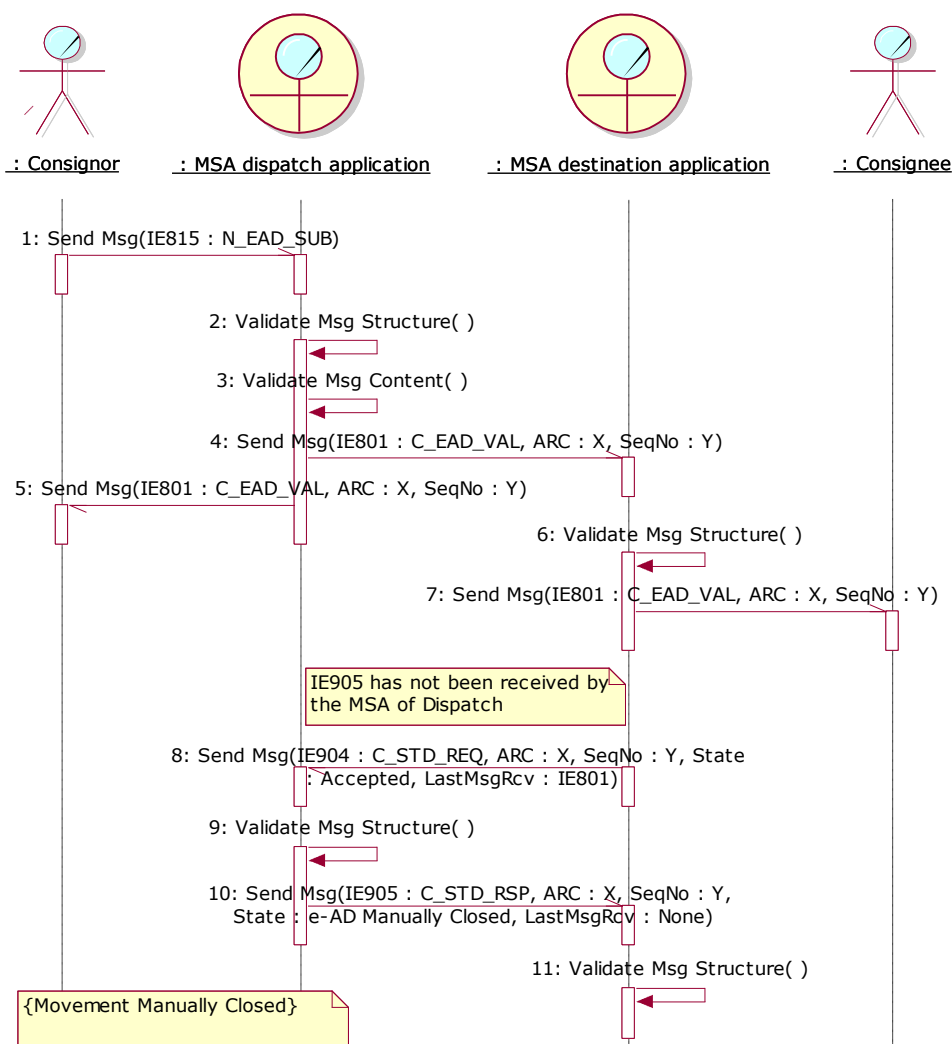 : Consignor
: MSA dispatch application
: MSA destination application
: Consignee
1: Send Msg(IE815 : N_EAD_SUB)
2: Validate Msg Structure( )
3: Validate Msg Content( )
4: Send Msg(IE801 : C_EAD_VAL, ARC : X, SeqNo : Y)
5: Send Msg(IE801 : C_EAD_VAL, ARC : X, SeqNo : Y)
6: Validate Msg Structure( )
7: Send Msg(IE801 : C_EAD_VAL, ARC : X, SeqNo : Y)
IE905 has not been received by
the MSA of Dispatch
8: Send Msg(IE904 : C_STD_REQ, ARC : X, SeqNo : Y, State
: Accepted, LastMsgRcv : IE801)
9: Validate Msg Structure( )
10: Send Msg(IE905 : C_STD_RSP, ARC : X, SeqNo : Y,
State : e-AD Manually Closed, LastMsgRcv : None)
11: Validate Msg Structure( )
{Movement Manually Closed}